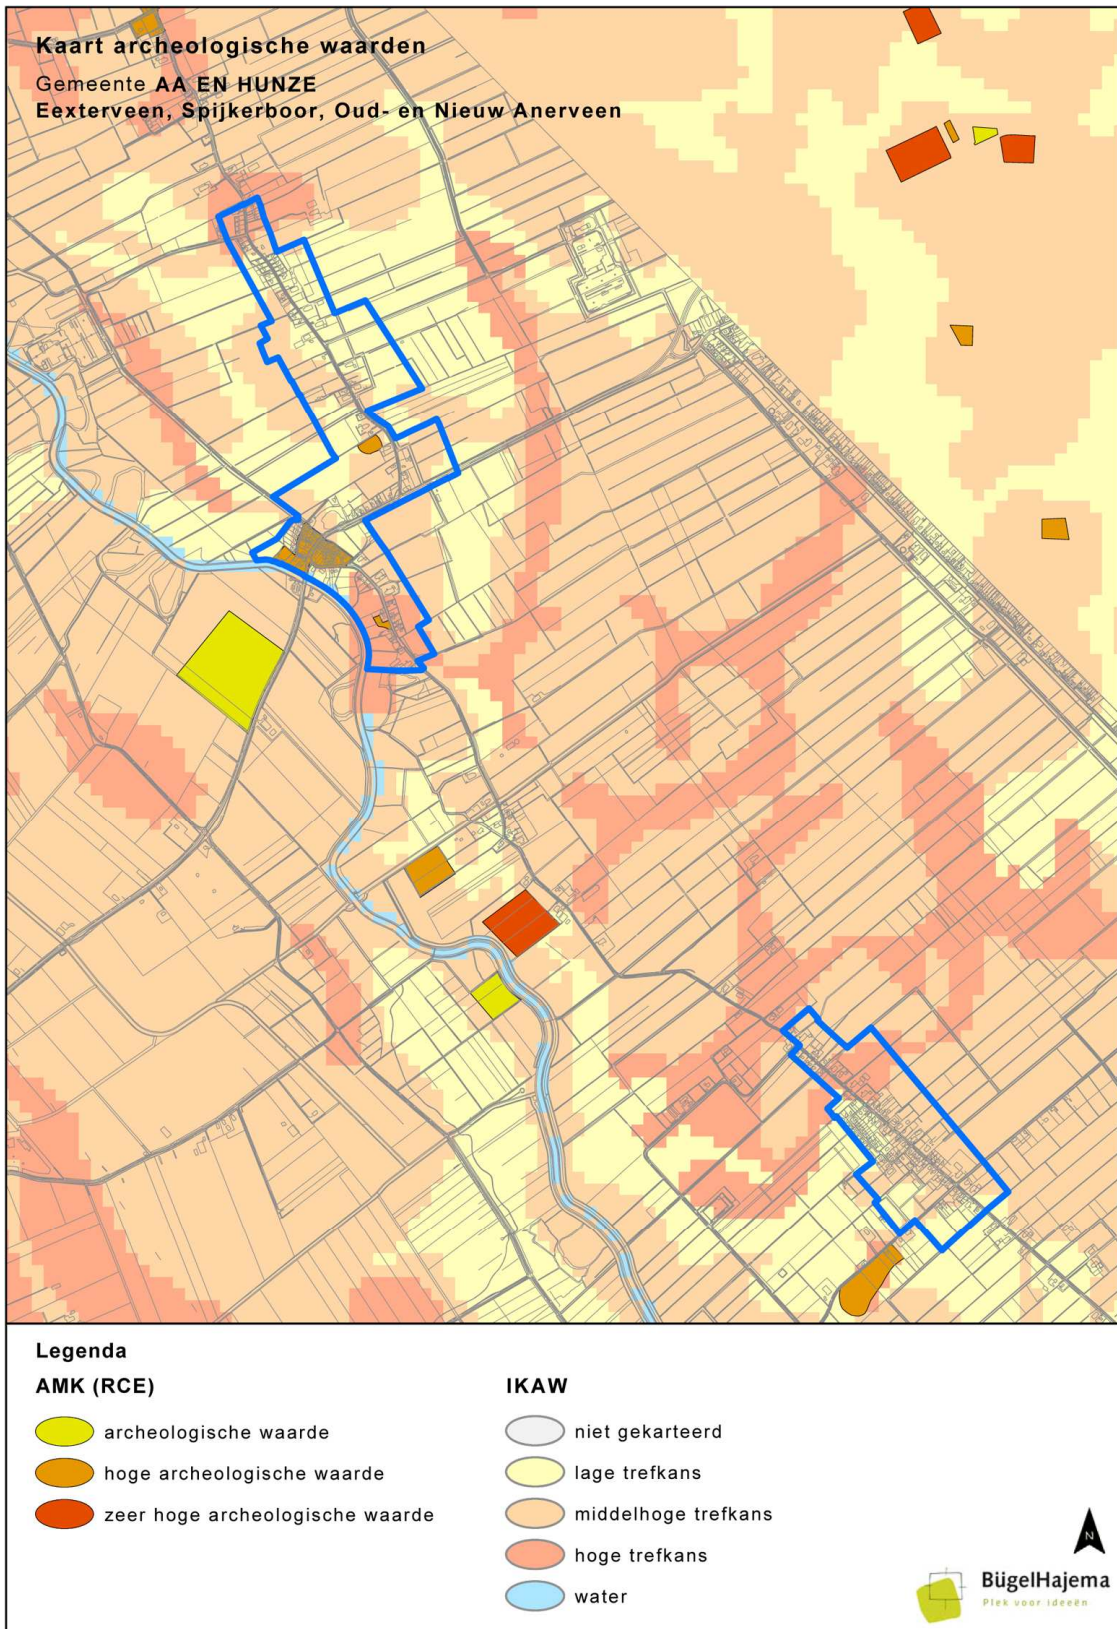 Kaart archeologische waarden
Gemeente AA EN HUNZE
Eexterveen, Spijkerboor, Oud- en Nieuw Anerveen
Legenda
AMK (RCE)
archeologische waarde
hoge archeologische waarde
zeer hoge archeologische waarde
IKAW
niet gekarteerd
lage trefkans
middelhoge trefkans
hoge trefkans
water
N
BügelHajema
Plek voor ideeën